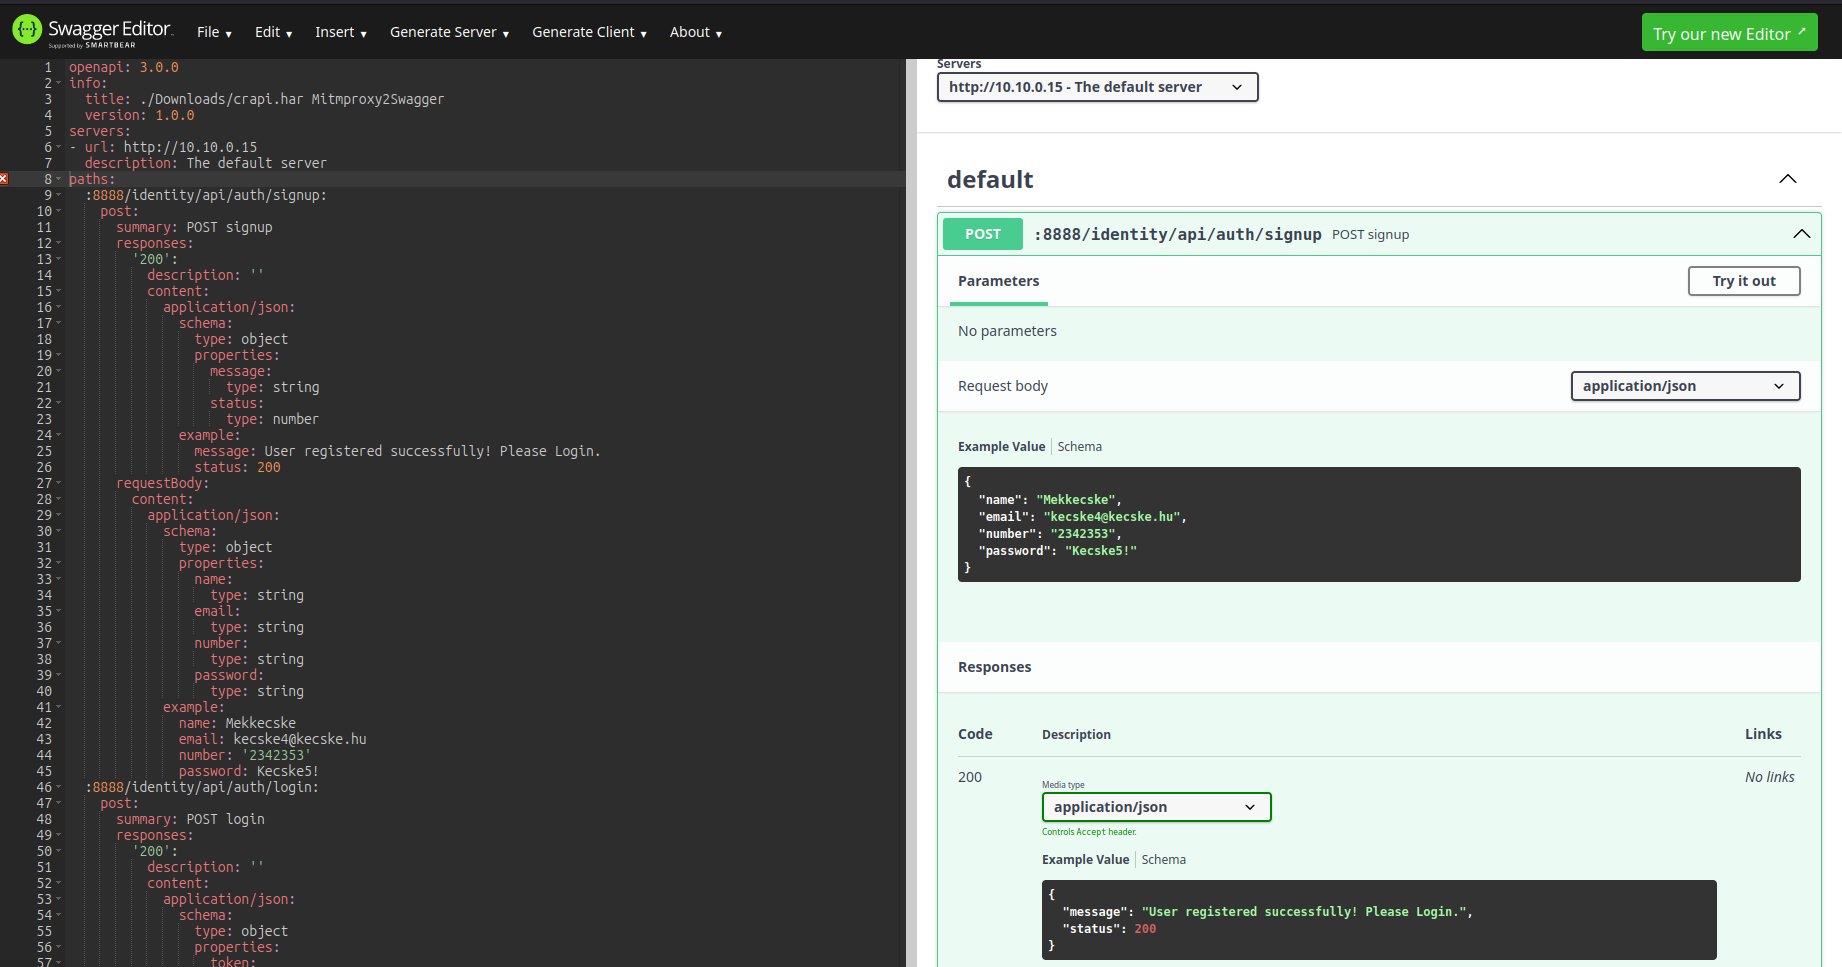 Swagger Editor
Supported by SMARTBEAR
File
Edit
Insert
Generate Server
Generate Client
About
Try our new Editor
1 openapi: 3.0.0
2 info:
3 title: ./Downloads/crapi.har Mitmproxy2Swagger
4 version: 1.0.0
5 servers:
6 - url: http://10.10.0.15
7 description: The default server
8 paths:
9 :8888/identity/api/auth/signup:
10 post:
11 summary: POST signup
12 responses:
13 '200':
14 description: ''
15 content:
16 application/json:
17 schema:
18 type: object
19 properties:
20 message:
21 type: string
22 status:
23 type: number
24 example:
25 message: User registered successfully! Please Login.
26 status: 200
27 requestBody:
28 content:
29 application/json:
30 schema:
31 type: object
32 properties:
33 name:
34 type: string
35 email:
36 type: string
37 number:
38 type: string
39 password:
40 type: string
41 example:
42 name: Mekkecske
43 email: kecske4@kecske.hu
44 number: '2342353'
45 password: Kecske5!
46 :8888/identity/api/auth/login:
47 post:
48 summary: POST login
49 responses:
50 '200':
51 description: ''
52 content:
53 application/json:
54 schema:
55 type: object
56 properties:
57 token:
Servers
http://10.10.0.15 - The default server
default
POST :8888/identity/api/auth/signup POST signup
Parameters
Try it out
No parameters
Request body
application/json
Example Value | Schema
{
"name": "Mekkecske",
"email": "kecske4@kecske.hu",
"number": "2342353",
"password": "Kecske5!"
}
Responses
Code Description Links
200
No links
Media type
application/json
Controls Accept header.
Example Value | Schema
{
"message": "User registered successfully! Please Login.",
"status": 200
}